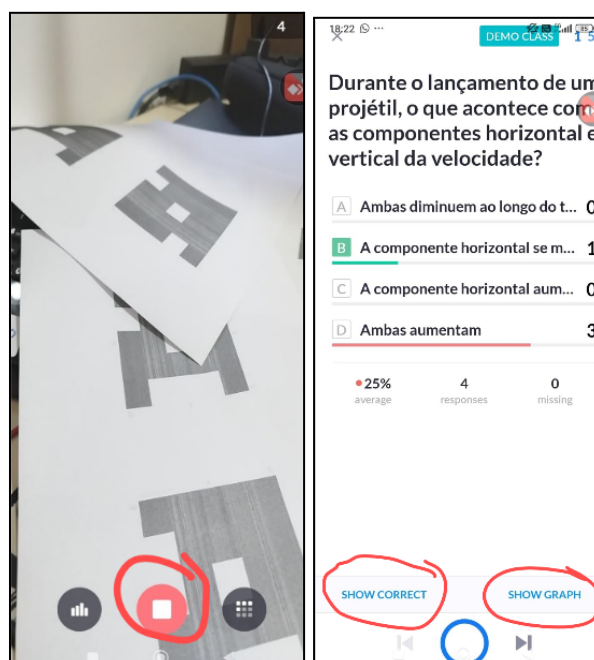 4
18:22
DEMO CLASS
1 5
Durante o lançamento de um
projétil, o que acontece com
as componentes horizontal e
vertical da velocidade?
A Ambas diminuem ao longo do t... 0
B A componente horizontal se m... 1
C A componente horizontal aum... 0
D Ambas aumentam 3
25% 4 0
average responses missing
SHOW CORRECT SHOW GRAPH